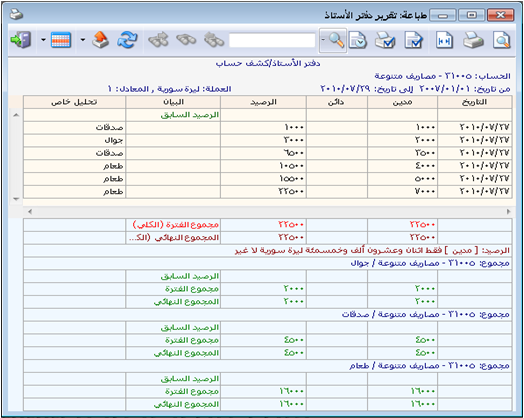 طباعة: تقرير دفتر الأستاذ
دفتر الأستاذ/كشف حساب
الحساب: ٣١٠٠٥ - مصاريف متنوعة
من تاريخ: ٢٠٠٧/٠١/٠١ إلى تاريخ: ٢٠١٠/٠٧/٢٩ العملة: ليرة سورية , المعادل: ١
التاريخ مدين دائن الرصيد البيان تحليل خاص
الرصيد السابق
٢٠١٠/٠٧/٢٧ ١٠٠٠ ١٠٠٠ صدقات
٢٠١٠/٠٧/٢٧ ٢٠٠٠ ٣٠٠٠ جوال
٢٠١٠/٠٧/٢٧ ٣٥٠٠ ٦٥٠٠ صدقات
٢٠١٠/٠٧/٢٧ ٤٠٠٠ ١٠٥٠٠ طعام
٢٠١٠/٠٧/٢٧ ٥٠٠٠ ١٥٥٠٠ طعام
٢٠١٠/٠٧/٢٧ ٧٠٠٠ ٢٢٥٠٠ طعام
٢٢٥٠٠ ٢٢٥٠٠ مجموع الفترة (الكلي)
٢٢٥٠٠ ٢٢٥٠٠ المجموع النهائي (الك...
الرصيد: [ مدين ] فقط اثنان وعشرون ألف وخمسمئة ليرة سورية لا غير
مجموع: ٣١٠٠٥ - مصاريف متنوعة / جوال
الرصيد السابق
٢٠٠٠ ٢٠٠٠ مجموع الفترة
٢٠٠٠ ٢٠٠٠ المجموع النهائي
مجموع: ٣١٠٠٥ - مصاريف متنوعة / صدقات
الرصيد السابق
٤٥٠٠ ٤٥٠٠ مجموع الفترة
٤٥٠٠ ٤٥٠٠ المجموع النهائي
مجموع: ٣١٠٠٥ - مصاريف متنوعة / طعام
الرصيد السابق
١٦٠٠٠ ١٦٠٠٠ مجموع الفترة
١٦٠٠٠ ١٦٠٠٠ المجموع النهائي